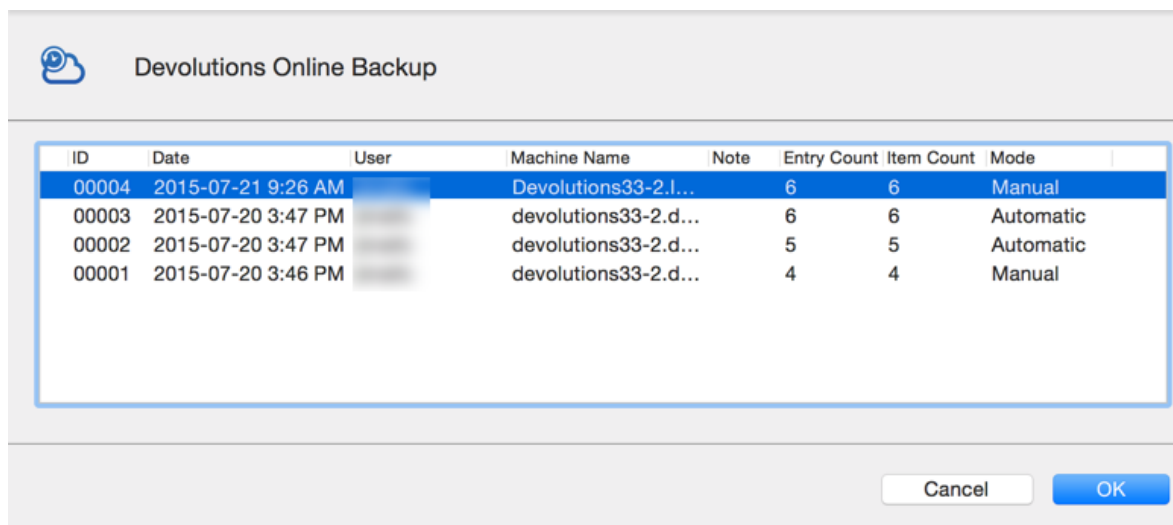 Devolutions Online Backup
ID Date User Machine Name Note Entry Count Item Count Mode
00004 2015-07-21 9:26 AM Devolutions33-2.l... 6 6 Manual
00003 2015-07-20 3:47 PM devolutions33-2.d... 6 6 Automatic
00002 2015-07-20 3:47 PM devolutions33-2.d... 5 5 Automatic
00001 2015-07-20 3:46 PM devolutions33-2.d... 4 4 Manual
Cancel OK